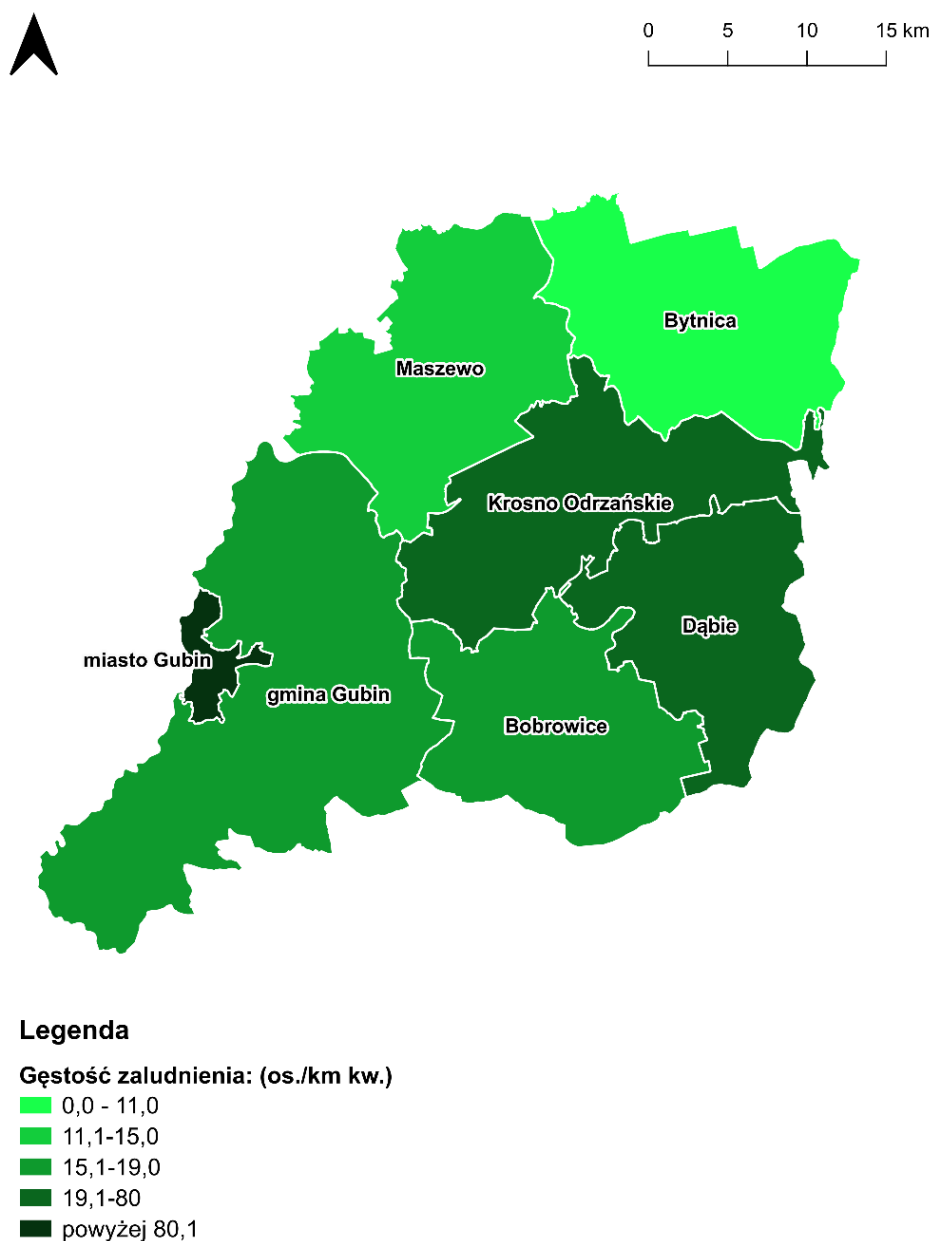 0 5 10 15 km
Bytnica
Maszewo
Krosno Odrzańskie
Dąbie
miasto Gubin
gmina Gubin
Bobrowice
Legenda
Gęstość zaludnienia: (os./km kw.)
0,0 - 11,0
11,1-15,0
15,1-19,0
19,1-80
powyżej 80,1